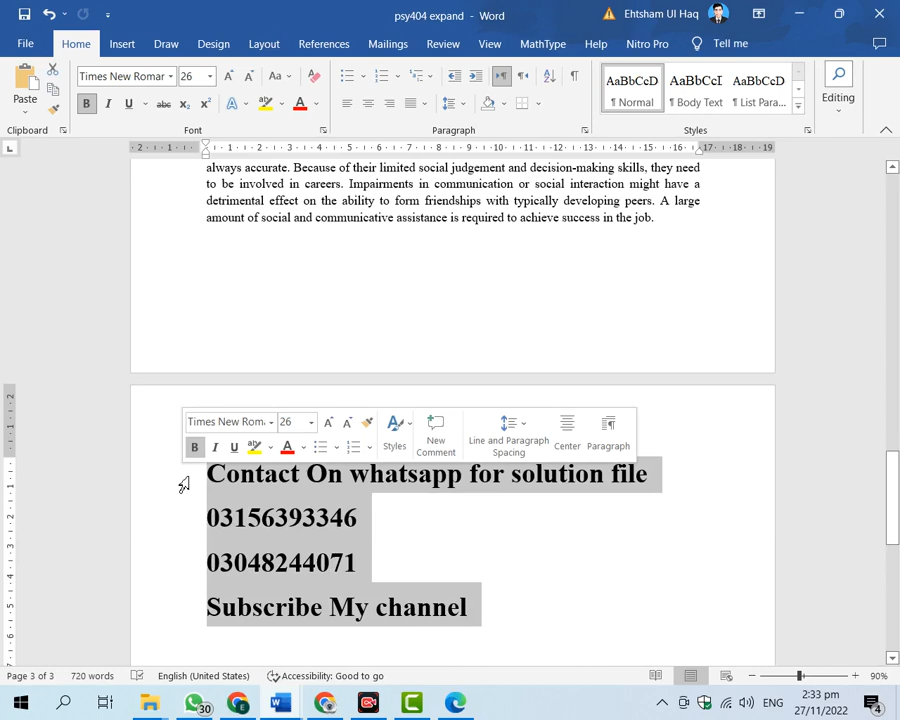 psy404 expand - Word
Ehtsham Ul Haq
File Home Insert Draw Design Layout References Mailings Review View MathType Help Nitro Pro Tell me
Times New Romar 26
Paste
AaBbCcD AaBbCcI AaBbCcD
¶ Normal ¶ Body Text ¶ List Para...
Editing
Clipboard Font Paragraph Styles
always accurate. Because of their limited social judgement and decision-making skills, they need
to be involved in careers. Impairments in communication or social interaction might have a
detrimental effect on the ability to form friendships with typically developing peers. A large
amount of social and communicative assistance is required to achieve success in the job.
Times New Rom. 26
Styles New Comment Line and Paragraph Spacing Center Paragraph
Contact On whatsapp for solution file
03156393346
03048244071
Subscribe My channel
Page 3 of 3 720 words English (United States) Accessibility: Good to go 90%
30 ENG 2:33 pm 27/11/2022 4